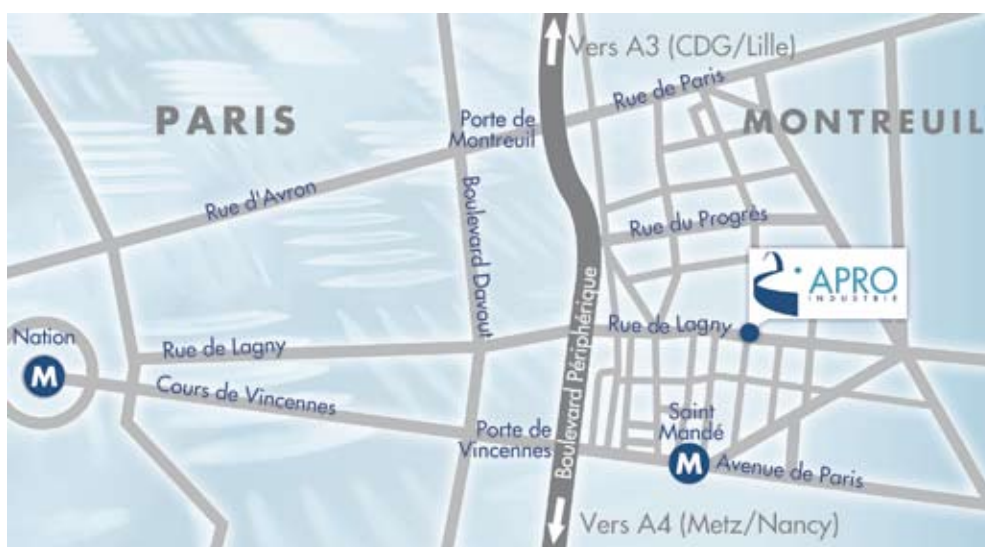 Vers A3 (CDG/Lille)
Rue de Paris
PARIS
Porte de
Montreuil
MONTREUIL
Rue d'Avron
Boulevard Davout
Rue du Progrès
APRO
INDUSTRIE
Nation
M
Rue de Lagny
Rue de Lagny
Boulevard Périphérique
Cours de Vincennes
Saint
Mandé
Porte de
Vincennes
M
Avenue de Paris
Vers A4 (Metz/Nancy)